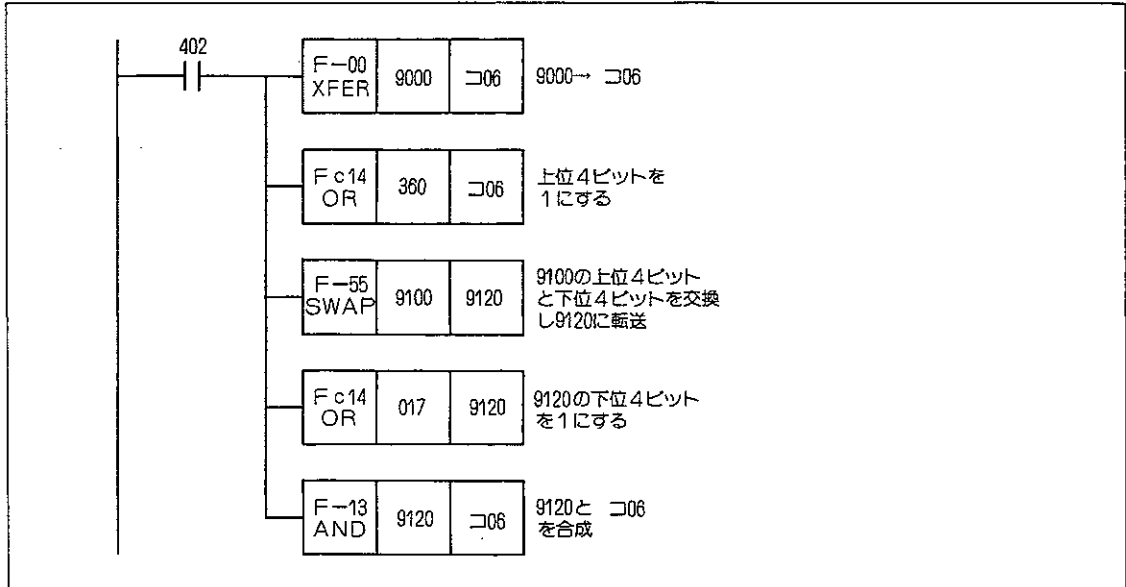 402
F-00
XFER
9000
コ06
9000→ コ06
Fc14
OR
360
コ06
上位4ビットを
1にする
F-55
SWAP
9100
9120
9100の上位4ビット
と下位4ビットを交換
し9120に転送
Fc14
OR
017
9120
9120の下位4ビット
を1にする
F-13
AND
9120
コ06
9120と コ06
を合成